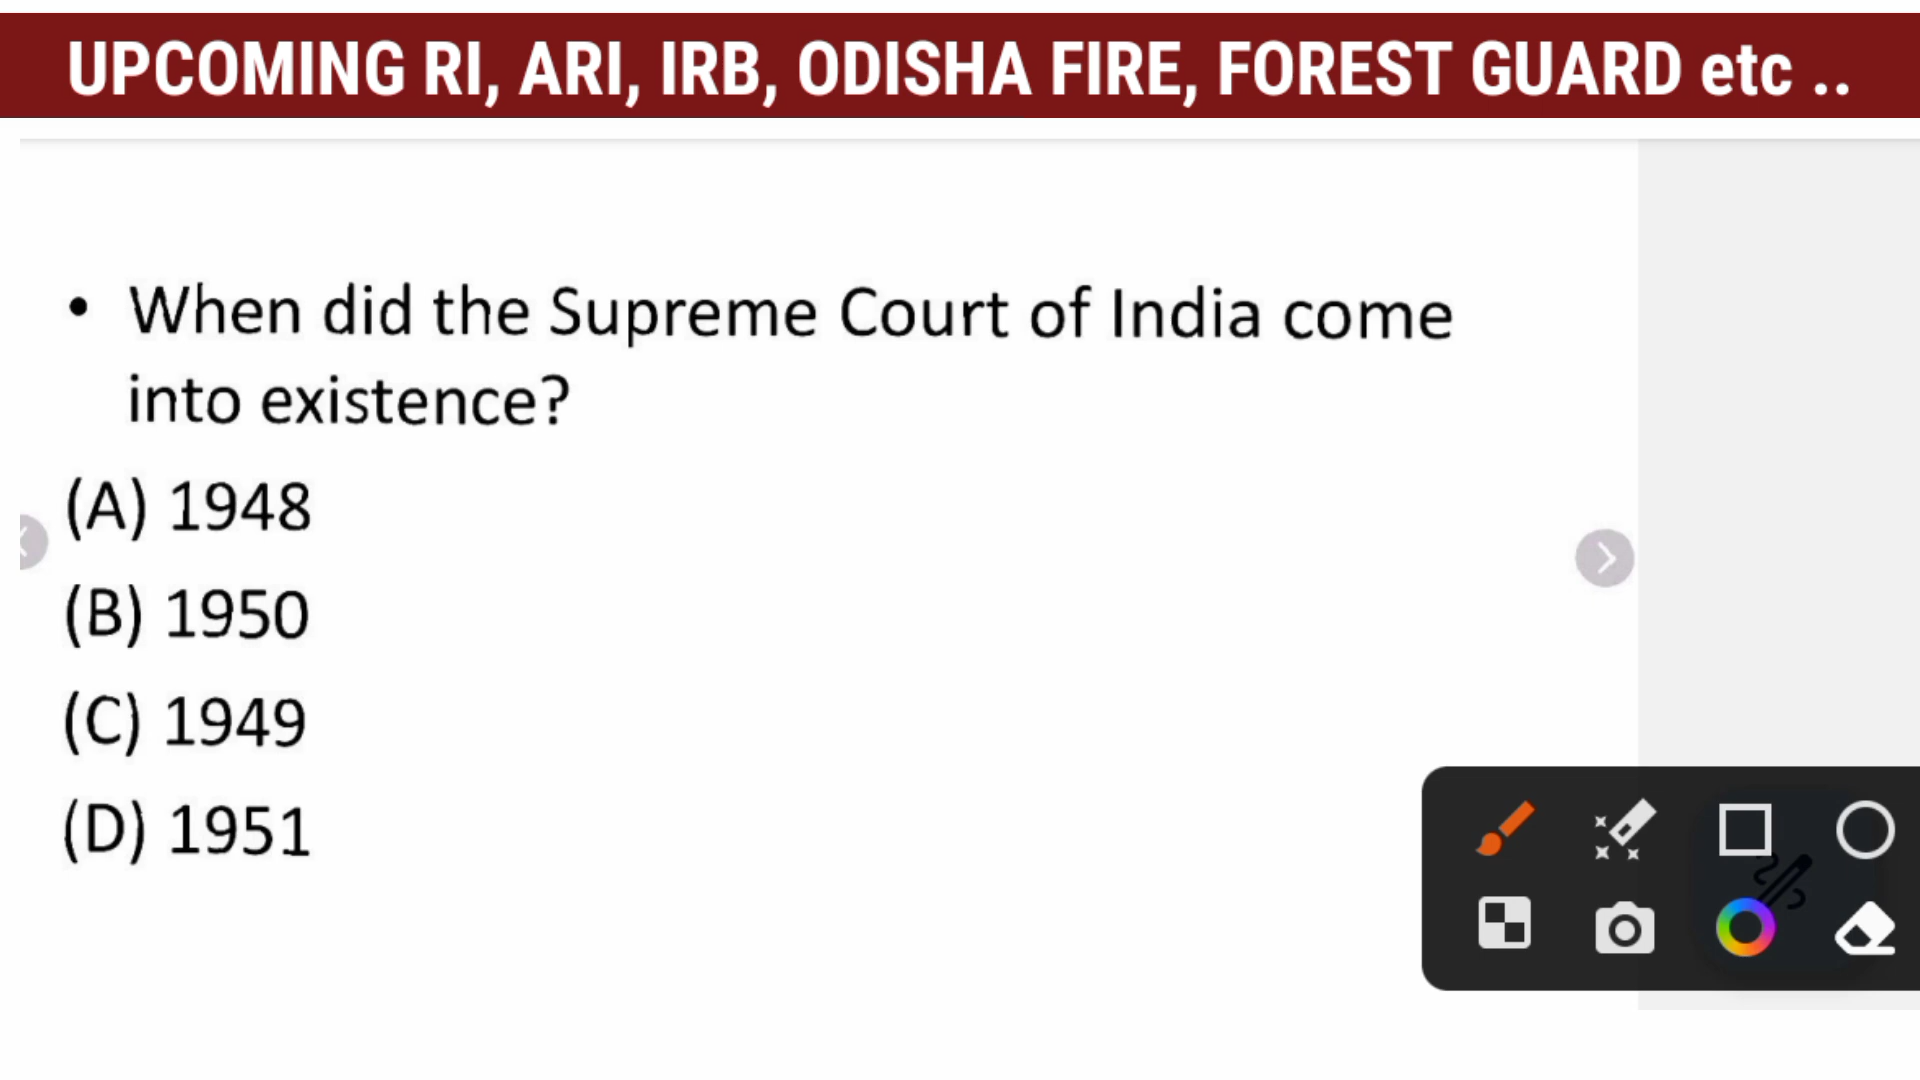 UPCOMING RI, ARI, IRB, ODISHA FIRE, FOREST GUARD etc ..
• When did the Supreme Court of India come
into existence?
(A) 1948
(B) 1950
(C) 1949
(D) 1951